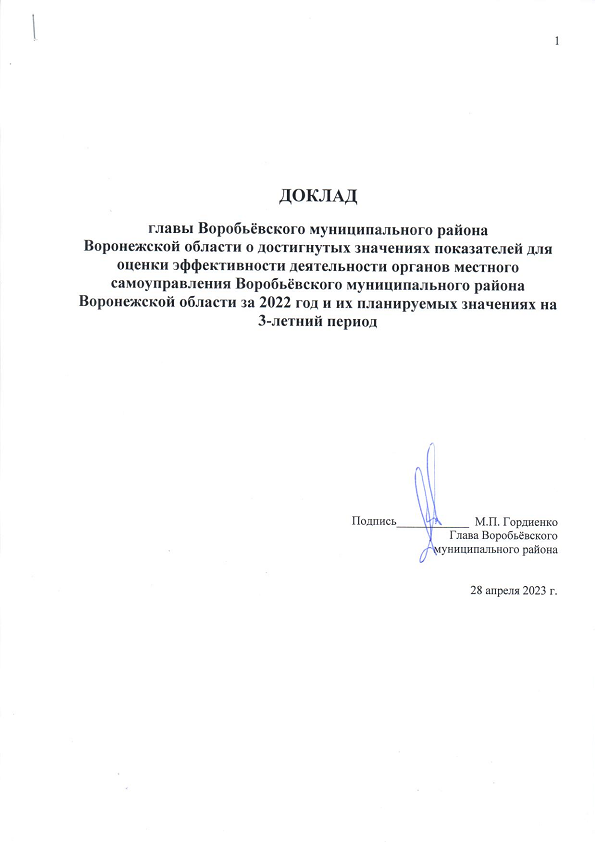 1
ДОКЛАД
главы Воробьёвского муниципального района
Воронежской области о достигнутых значениях показателей для
оценки эффективности деятельности органов местного
самоуправления Воробьёвского муниципального района
Воронежской области за 2022 год и их планируемых значениях на
3-летний период
Подпись____________ М.П. Гордиенко
Глава Воробьёвского
муниципального района
28 апреля 2023 г.